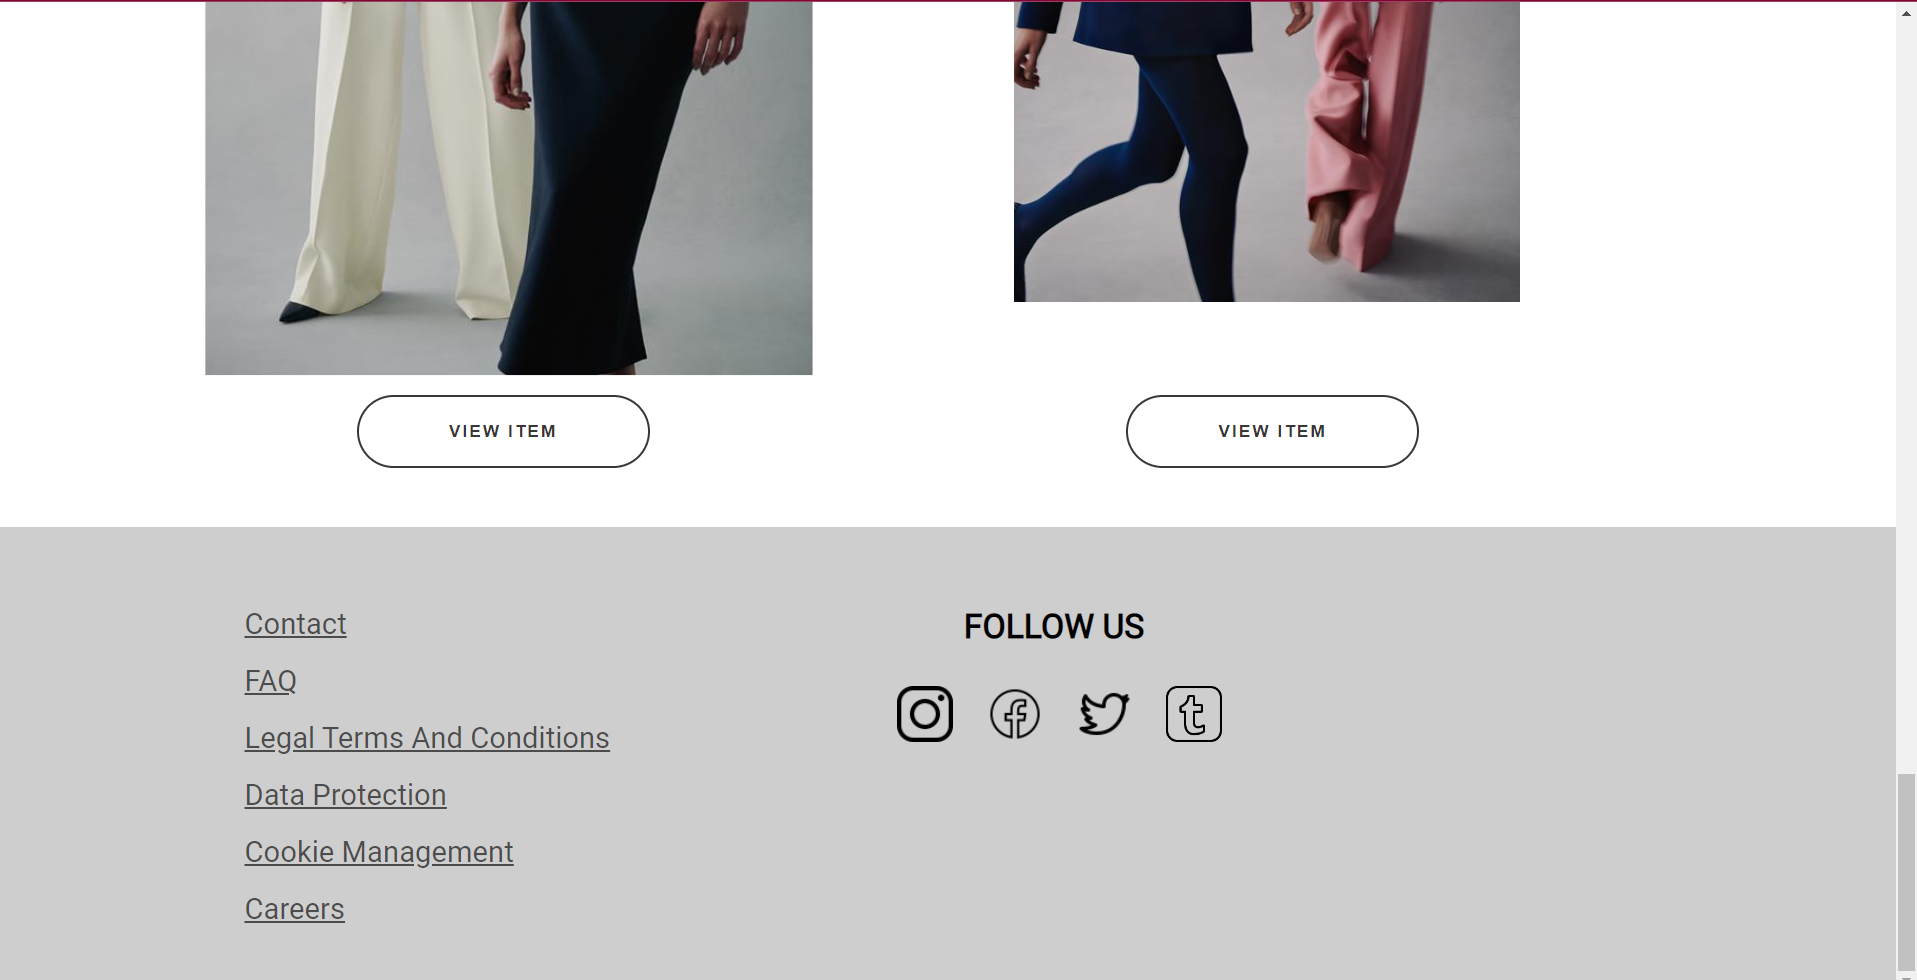 VIEW ITEM
VIEW ITEM
Contact
FAQ
Legal Terms And Conditions
Data Protection
Cookie Management
Careers
FOLLOW US